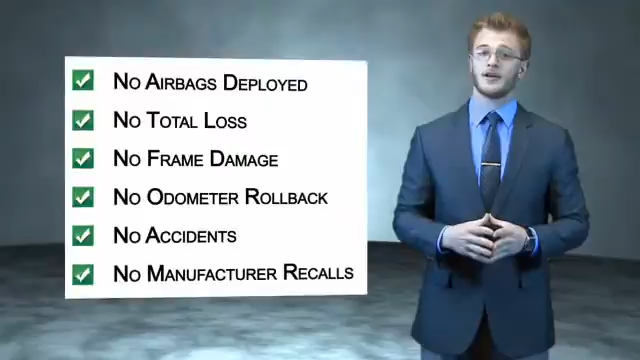 No Airbags Deployed
No Total Loss
No Frame Damage
No Odometer Rollback
No Accidents
No Manufacturer Recalls